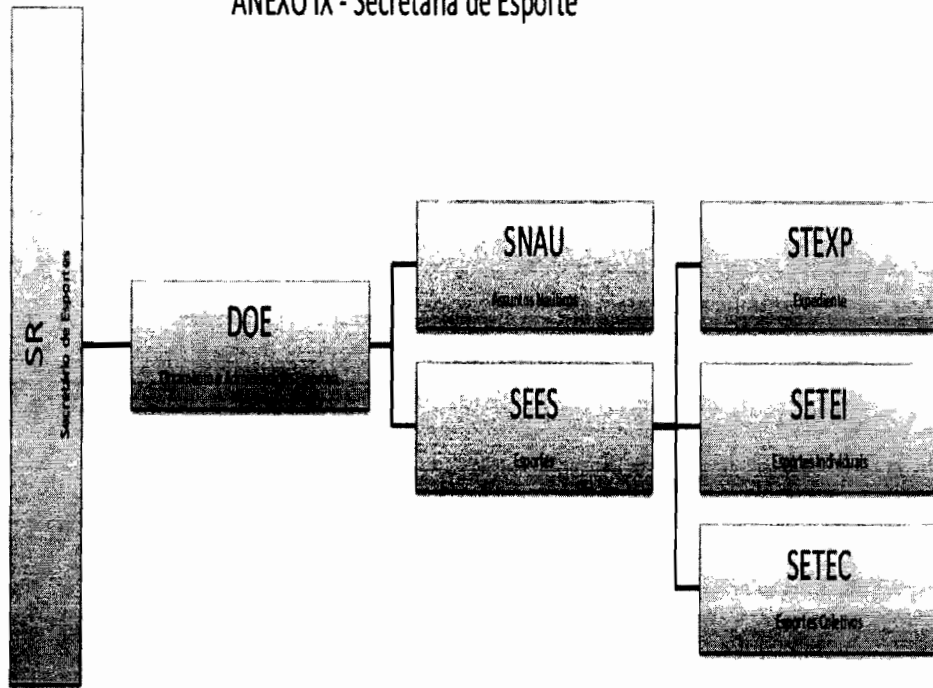 ANEXO IX - Secretaria de Esporte
SR
Secretário de Esportes
DOE
SNAU
Assuntos Náuticos
SEES
Esportes
STEXP
Expediente
SETEI
Esportes Individuais
SETEC
Esportes Coletivos